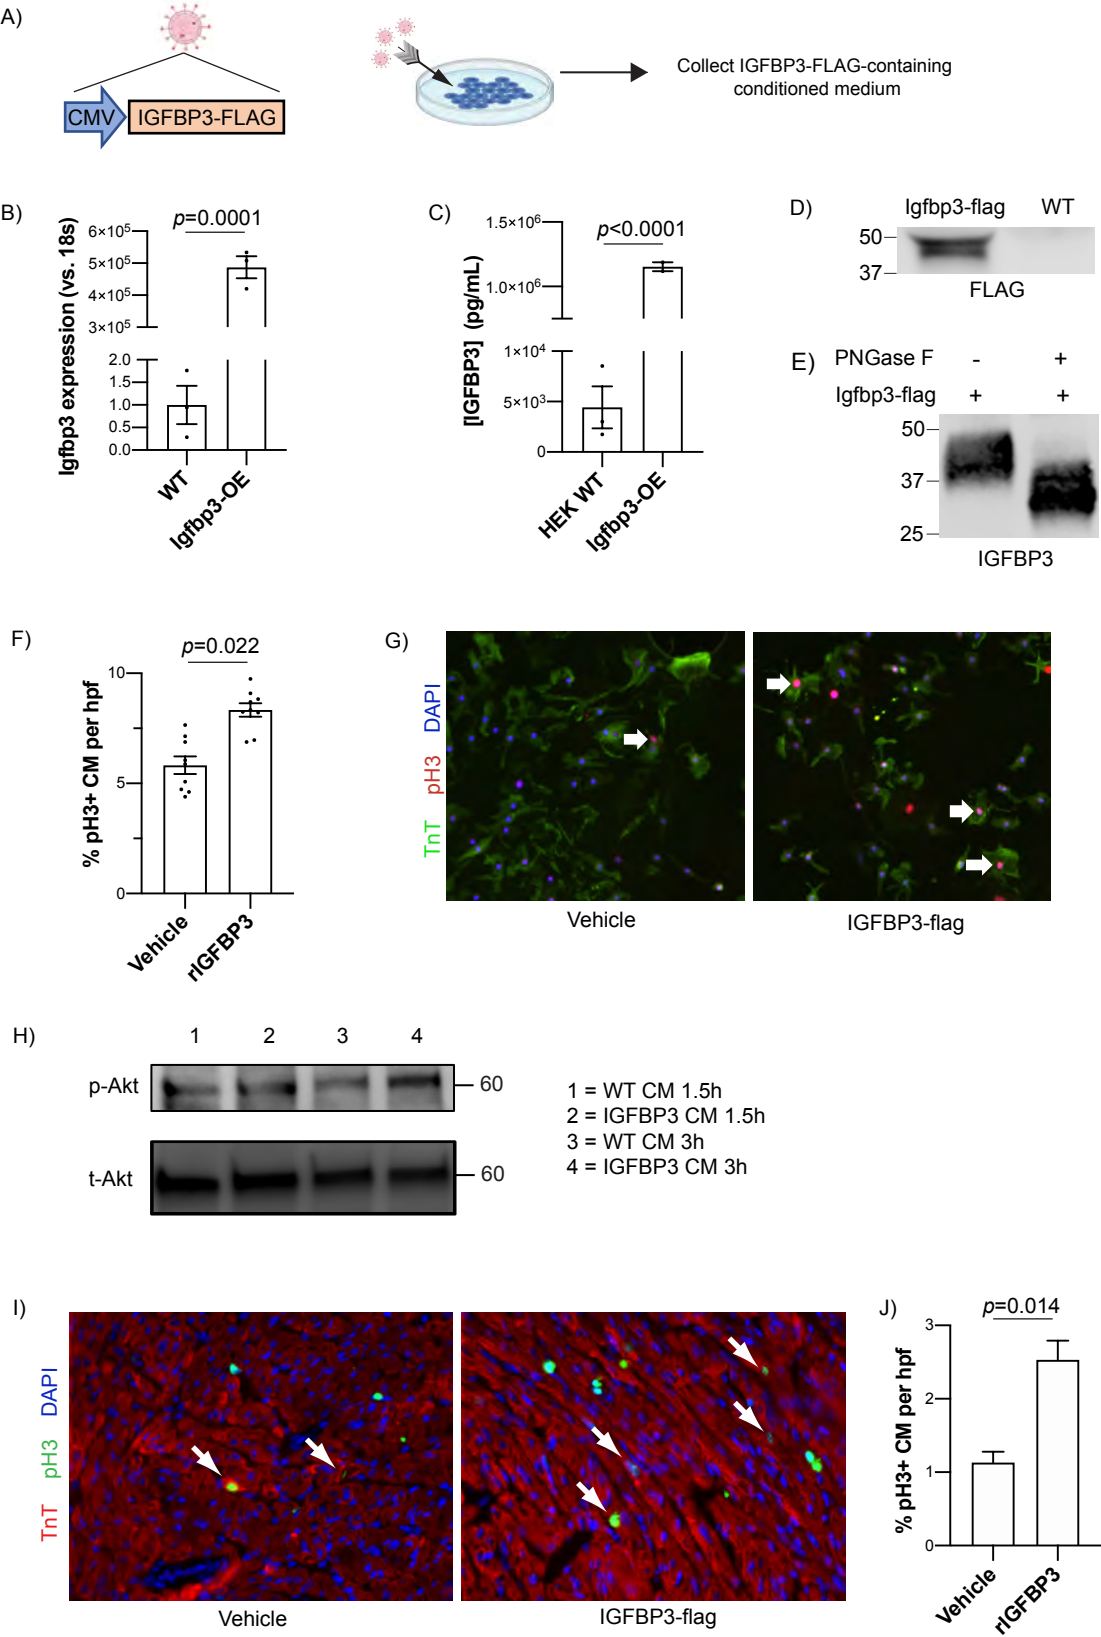 A)
CMV
IGFBP3-FLAG
Collect IGFBP3-FLAG-containing
conditioned medium
B)
p=0.0001
Igfbp3 expression (vs. 18s)
6×10⁵
5×10⁵
4×10⁵
3×10⁵
2.0
1.5
1.0
0.5
0.0
WT
Igfbp3-OE
C)
p<0.0001
[IGFBP3] (pg/mL)
1.5×10⁶
1.0×10⁶
1×10⁴
5×10³
0
HEK WT
Igfbp3-OE
D)
Igfbp3-flag WT
50
37
FLAG
E)
PNGase F - +
Igfbp3-flag + +
50
37
25
IGFBP3
F)
p=0.022
% pH3+ CM per hpf
10
5
0
Vehicle
rIGFBP3
G)
TnT pH3 DAPI
Vehicle
IGFBP3-flag
H)
1 2 3 4
p-Akt
60
t-Akt
60
1 = WT CM 1.5h
2 = IGFBP3 CM 1.5h
3 = WT CM 3h
4 = IGFBP3 CM 3h
I)
TnT pH3 DAPI
Vehicle
IGFBP3-flag
J)
p=0.014
% pH3+ CM per hpf
3
2
1
0
Vehicle
rIGFBP3